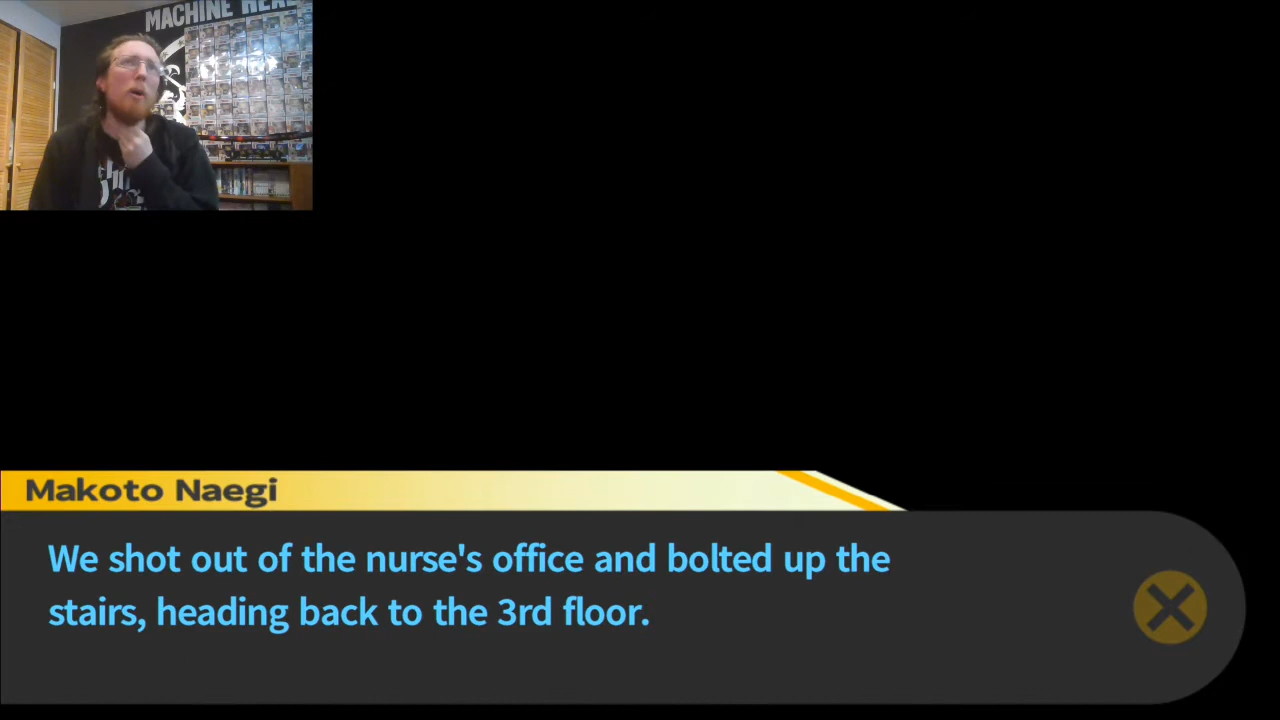 MACHINE HERE
Makoto Naegi
We shot out of the nurse's office and bolted up the
stairs, heading back to the 3rd floor.